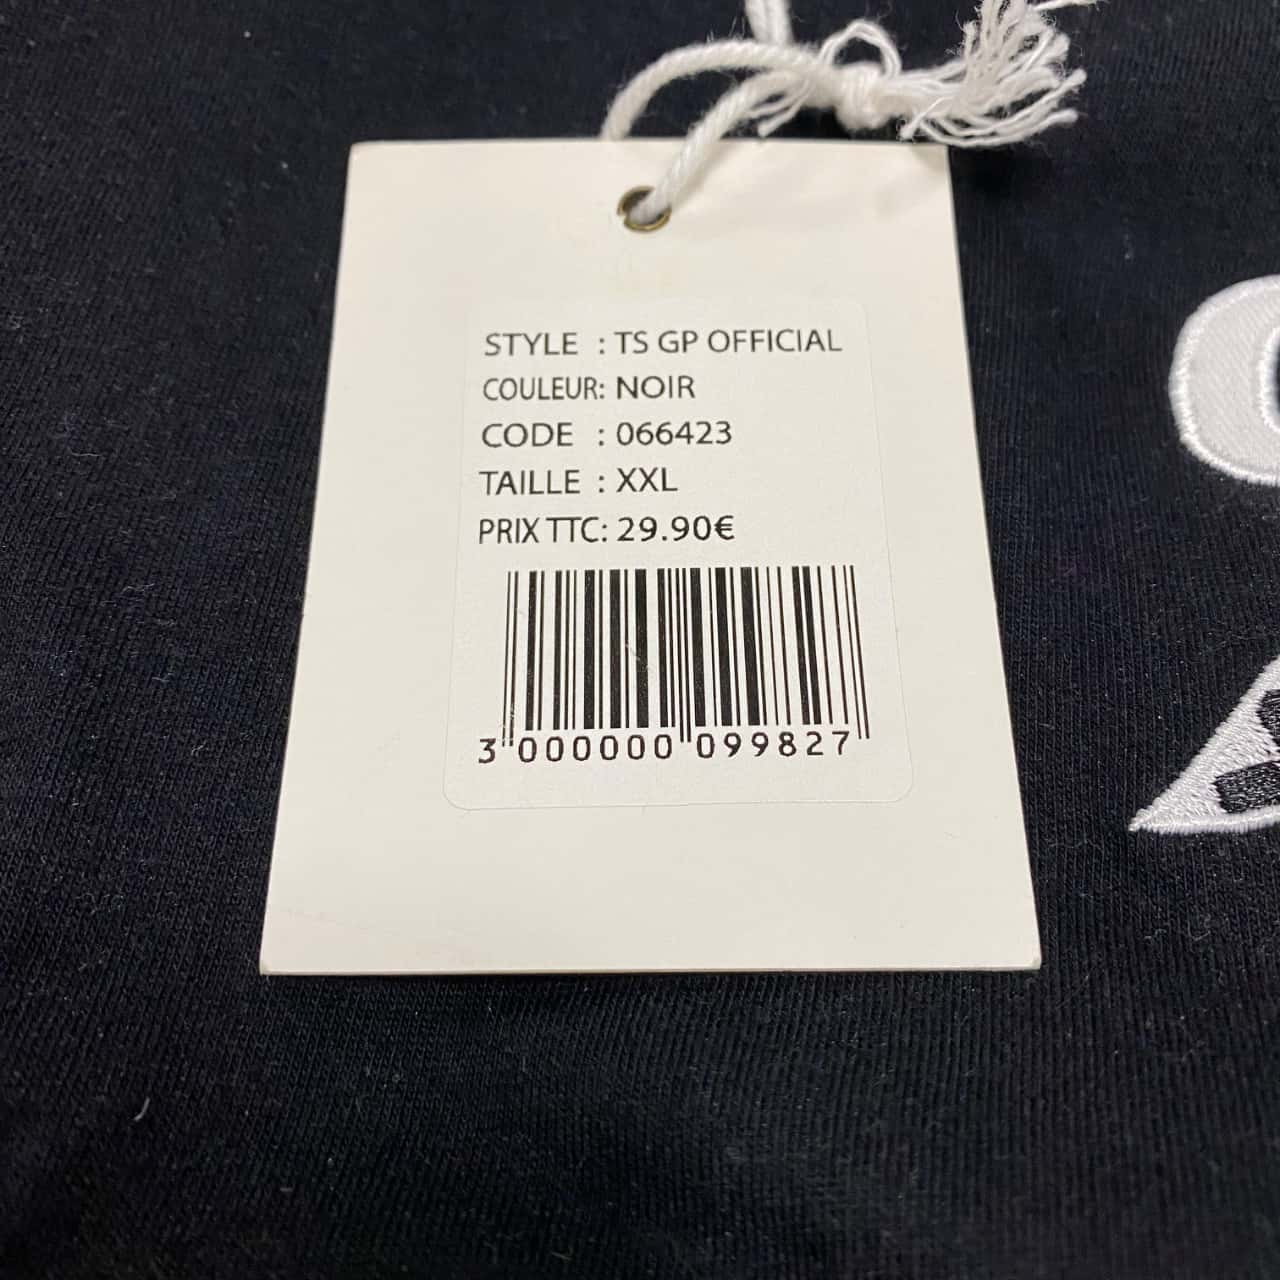 STYLE : TS GP OFFICIAL
COULEUR: NOIR
CODE : 066423
TAILLE : XXL
PRIX TTC: 29.90€
3 000000 099827